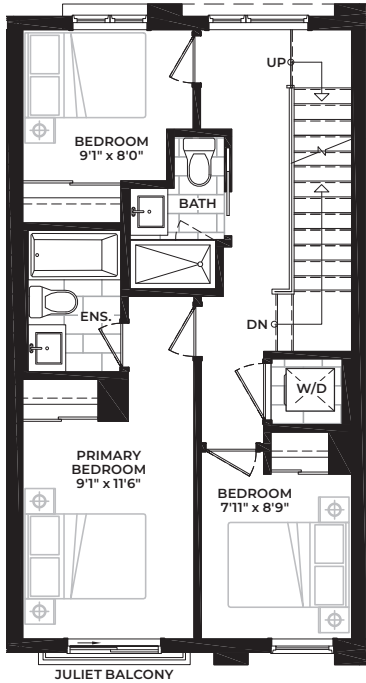 UP
BEDROOM
9'1" x 8'0"
BATH
ENS.
DN
W/D
PRIMARY
BEDROOM
9'1" x 11'6"
BEDROOM
7'11" x 8'9"
JULIET BALCONY